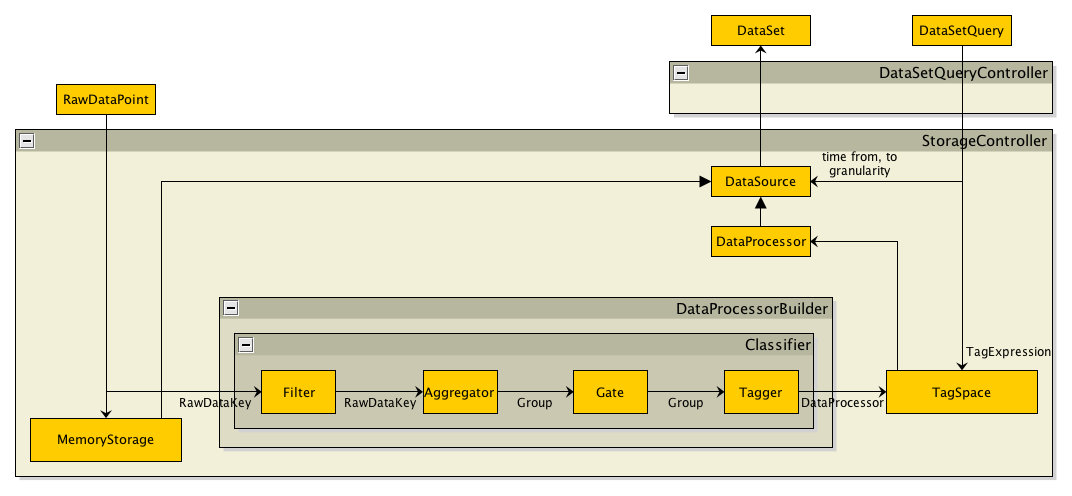 DataSet
DataSetQuery
DataSetQueryController
RawDataPoint
StorageController
time from, to
granularity
DataSource
DataProcessor
DataProcessorBuilder
Classifier
TagExpression
Filter
Aggregator
Gate
Tagger
TagSpace
RawDataKey
RawDataKey
Group
Group
DataProcessor
MemoryStorage